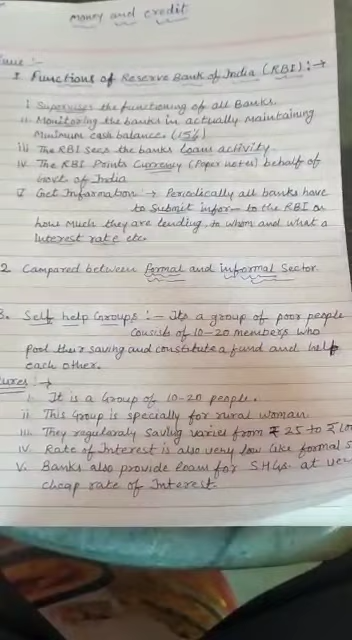 money and credit
1 Functions of Reserve Bank of India (RBI) :→
i Supervises the functioning of all Banks.
ii. Monitoring the banks in actually maintaining
Minimum cash balance. (15%)
iii The RBI sees the banks loans activity.
iv. The RBI Points Currency (Paper notes) behalf of
Govt. of India
v Get Information :→ Periodically all banks have
to submit infor- to the RBI on
how much they are lending, to whom and what a
interest rate etc.
2 Compared between formal and informal Sector.
3. Self help Groups :- Its a group of poor people
Consists of 10-20 members who
Pool their saving and constitute a fund and help
each other.
ures :→
i. It is a Group of 10-20 people.
ii This Group is specially for rural woman.
iii. They regularaly Saving varies from ₹ 25 to ₹
iv. Rate of Interest is also very low like formal S
v. Banks also provide loan for S.H.Gs. at ver
cheap rate of Interest.